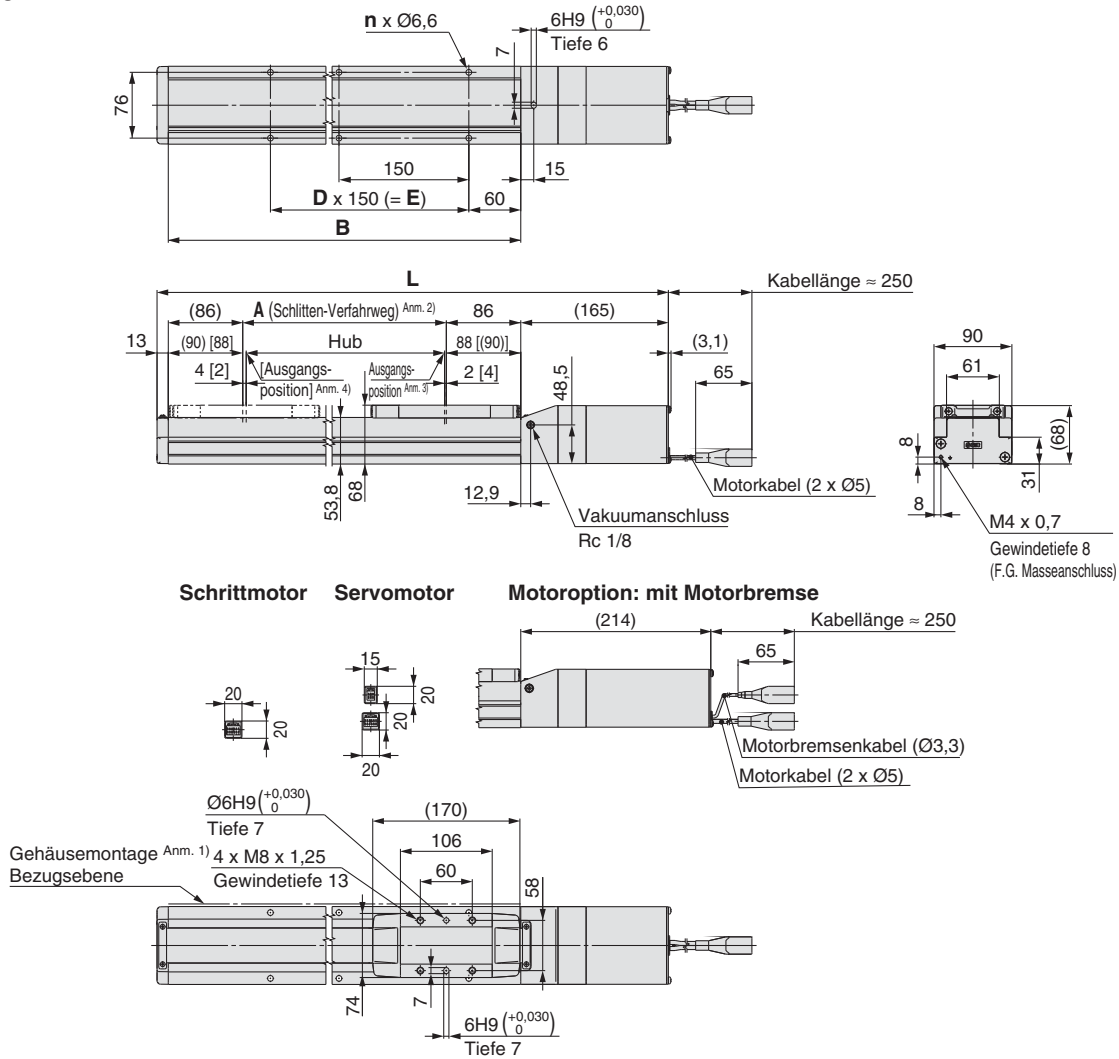 n x Ø6,6
6H9 (+0,030 0)
Tiefe 6
7
76
150
15
D x 150 (= E)
60
B
L
Kabellänge ≈ 250
(86)
A (Schlitten-Verfahrweg) Anm. 2)
86
(165)
13
(90) [88]
Hub
88 [(90)]
(3,1)
90
4 [2]
[Ausgangs-
position] Anm. 4)
Ausgangs-
position Anm. 3)
2 [4]
48,5
65
61
(68)
8
31
8
53,8
68
12,9
Motorkabel (2 x Ø5)
Vakuumanschluss
Rc 1/8
M4 x 0,7
Gewindetiefe 8
(F.G. Masseanschluss)
Schrittmotor
Servomotor
Motoroption: mit Motorbremse
(214)
Kabellänge ≈ 250
15
65
20
20
20
20
20
Motorbremsenkabel (Ø3,3)
Motorkabel (2 x Ø5)
Ø6H9 (+0,030 0)
Tiefe 7
(170)
106
Gehäusemontage Anm. 1)
Bezugsebene
4 x M8 x 1,25
Gewindetiefe 13
60
58
74
7
6H9 (+0,030 0)
Tiefe 7